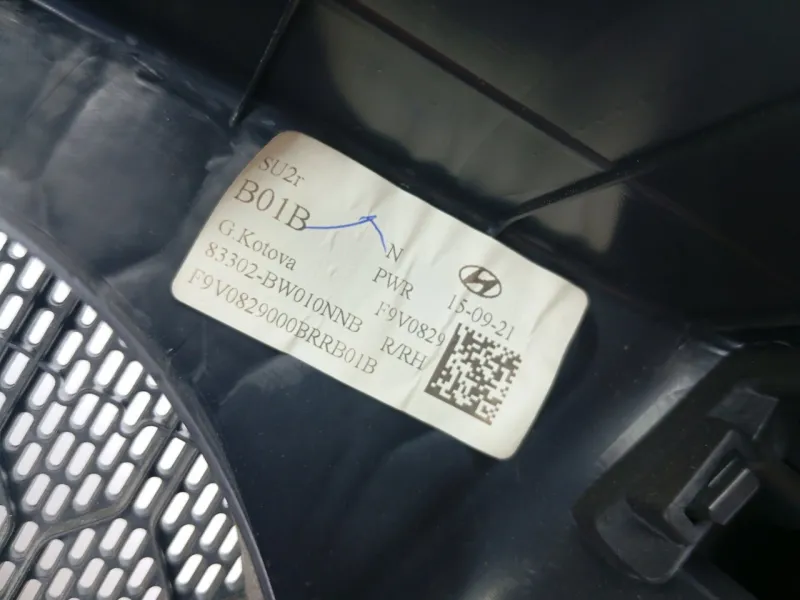 SU2r
B01B N
G.Kotova PWR 15-09-21
83302-BW010NNB F9V0829
F9V0829000BRRB01B R/RH